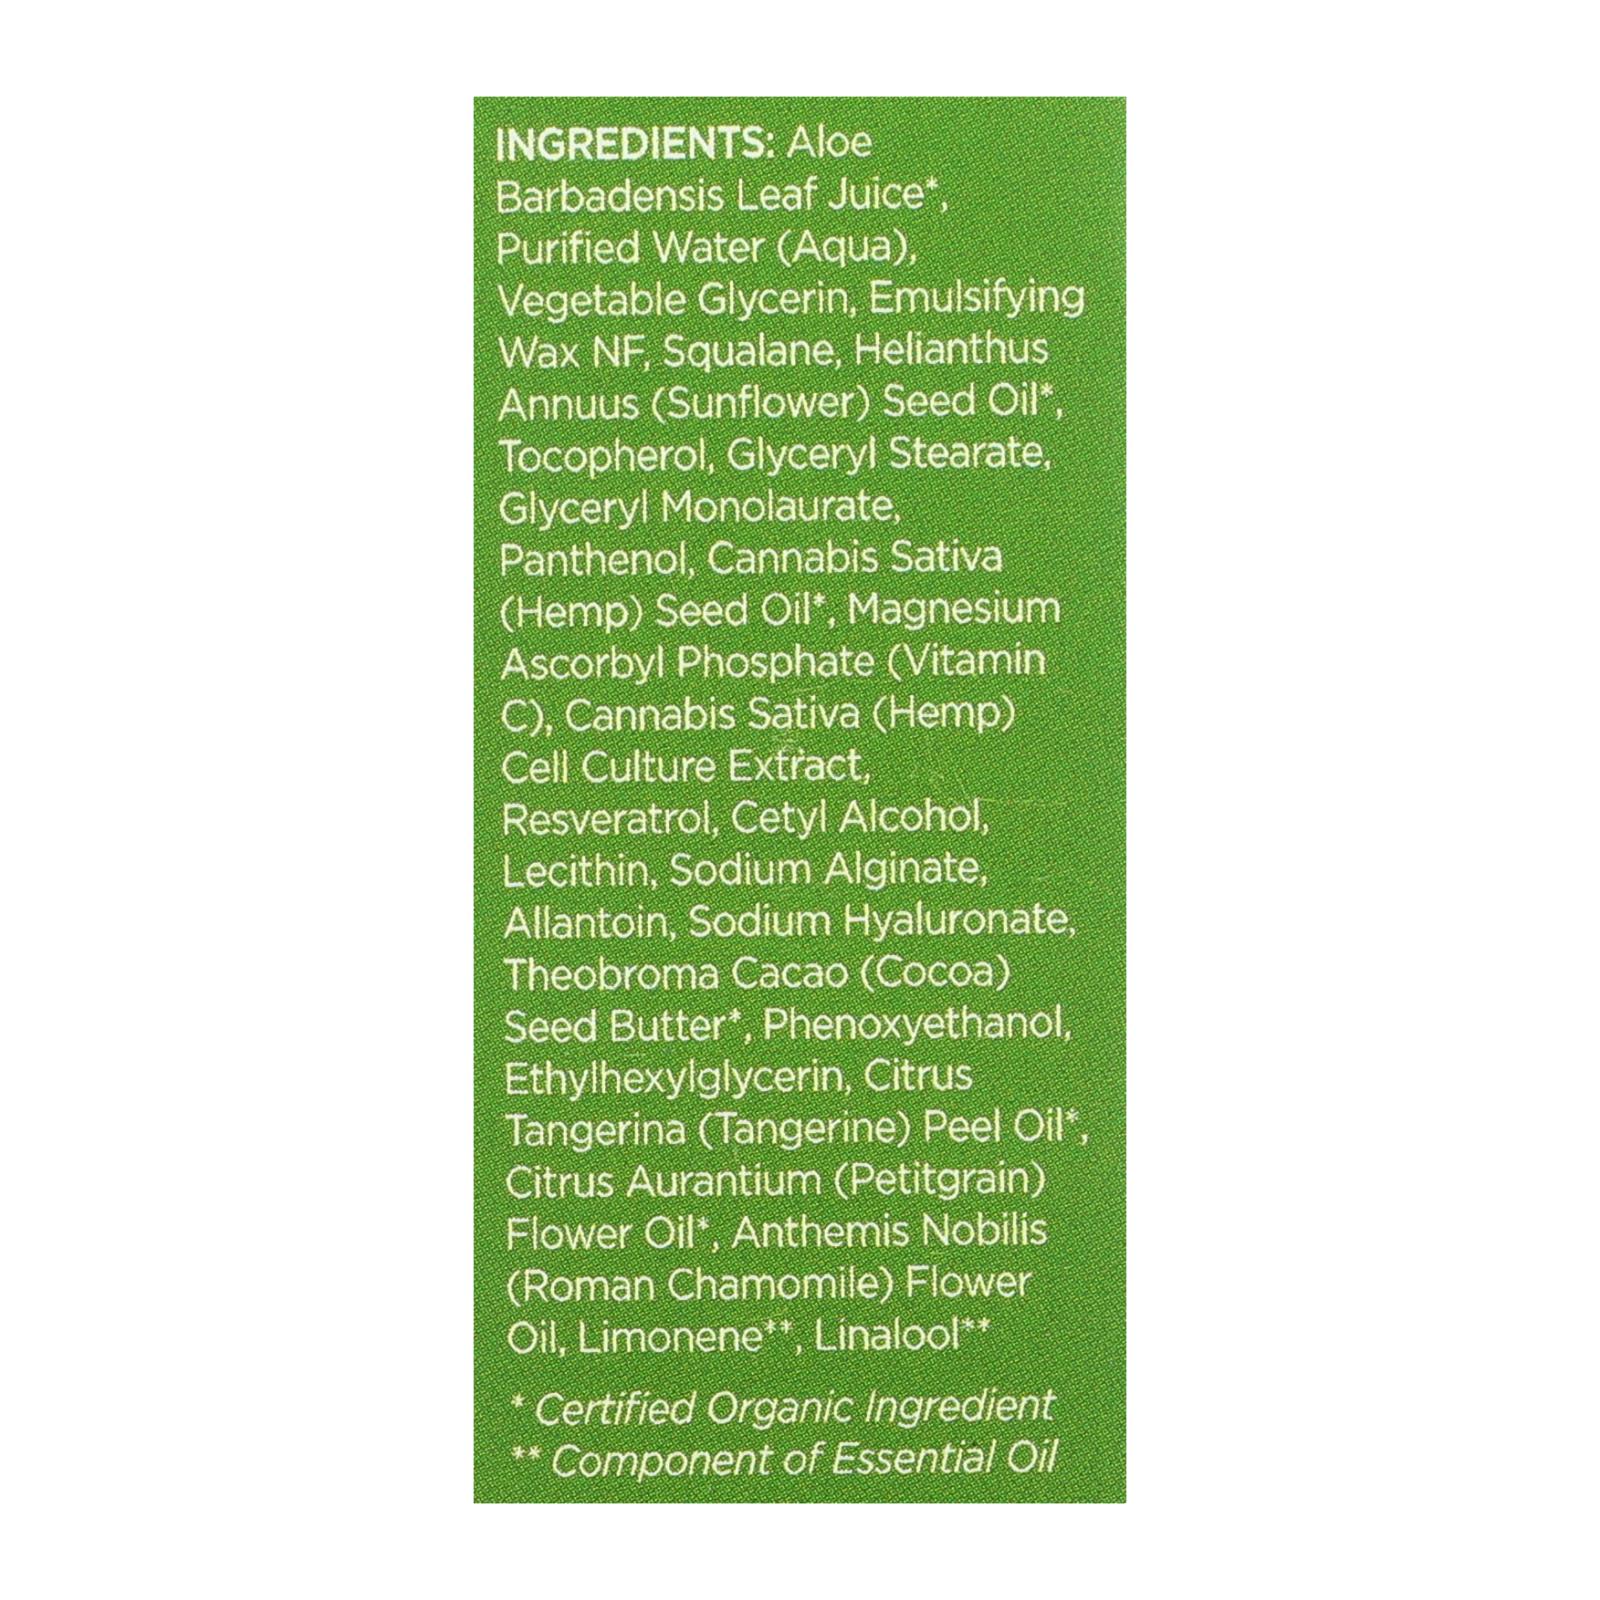 INGREDIENTS: Aloe
Barbadensis Leaf Juice*,
Purified Water (Aqua),
Vegetable Glycerin, Emulsifying
Wax NF, Squalane, Helianthus
Annuus (Sunflower) Seed Oil*,
Tocopherol, Glyceryl Stearate,
Glyceryl Monolaurate,
Panthenol, Cannabis Sativa
(Hemp) Seed Oil*, Magnesium
Ascorbyl Phosphate (Vitamin
C), Cannabis Sativa (Hemp)
Cell Culture Extract,
Resveratrol, Cetyl Alcohol,
Lecithin, Sodium Alginate,
Allantoin, Sodium Hyaluronate,
Theobroma Cacao (Cocoa)
Seed Butter*, Phenoxyethanol,
Ethylhexylglycerin, Citrus
Tangerina (Tangerine) Peel Oil*,
Citrus Aurantium (Petitgrain)
Flower Oil*, Anthemis Nobilis
(Roman Chamomile) Flower
Oil, Limonene**, Linalool**
* Certified Organic Ingredient
** Component of Essential Oil